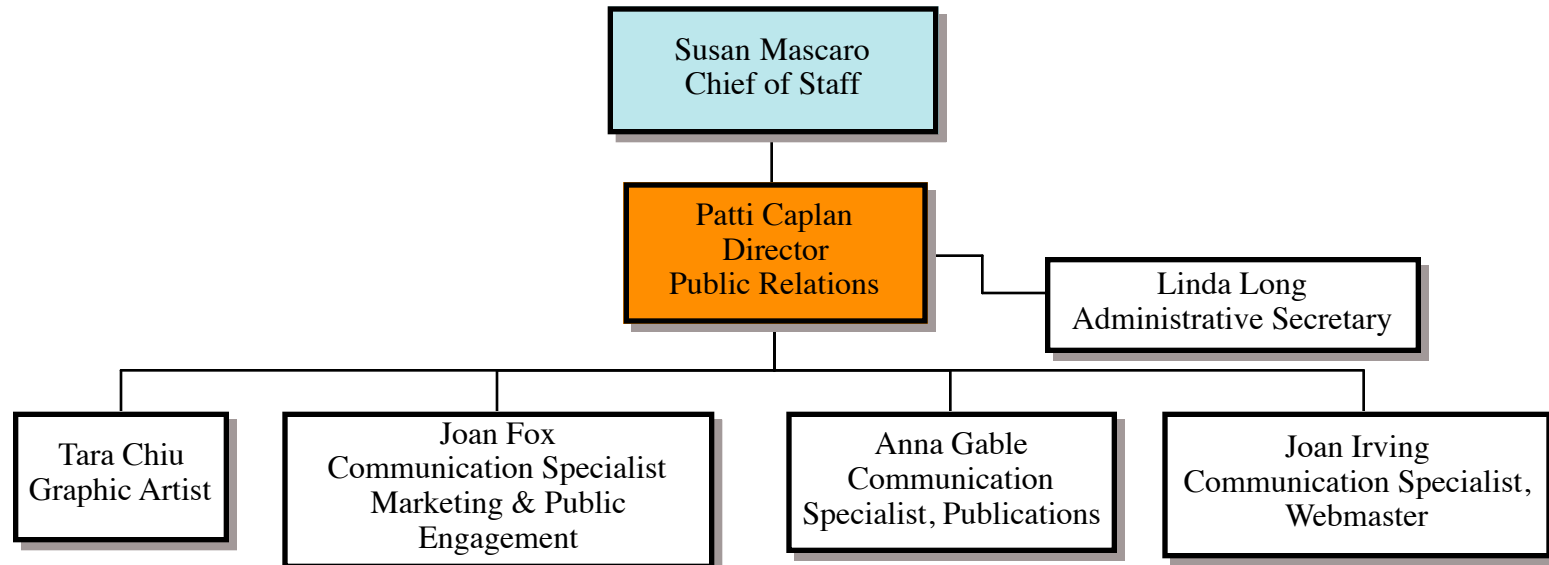 Susan Mascaro
Chief of Staff
Patti Caplan
Director
Public Relations
Linda Long
Administrative Secretary
Tara Chiu
Graphic Artist
Joan Fox
Communication Specialist
Marketing & Public
Engagement
Anna Gable
Communication
Specialist, Publications
Joan Irving
Communication Specialist,
Webmaster